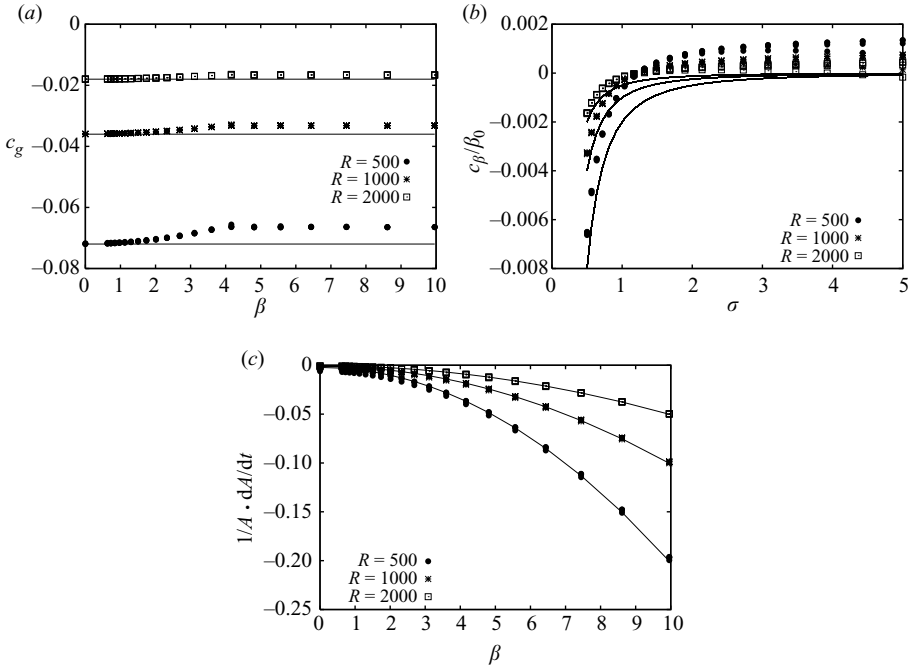 (a)
0
−0.02
−0.04
−0.06
−0.08
c_g
R = 500
R = 1000
R = 2000
0 1 2 3 4 5 6 7 8 9 10
β
(b)
0.002
0
−0.002
−0.004
−0.006
−0.008
c_β/β_0
R = 500
R = 1000
R = 2000
0 1 2 3 4 5
σ
(c)
0
−0.05
−0.10
−0.15
−0.20
−0.25
1/A • dA/dt
R = 500
R = 1000
R = 2000
0 1 2 3 4 5 6 7 8 9 10
β